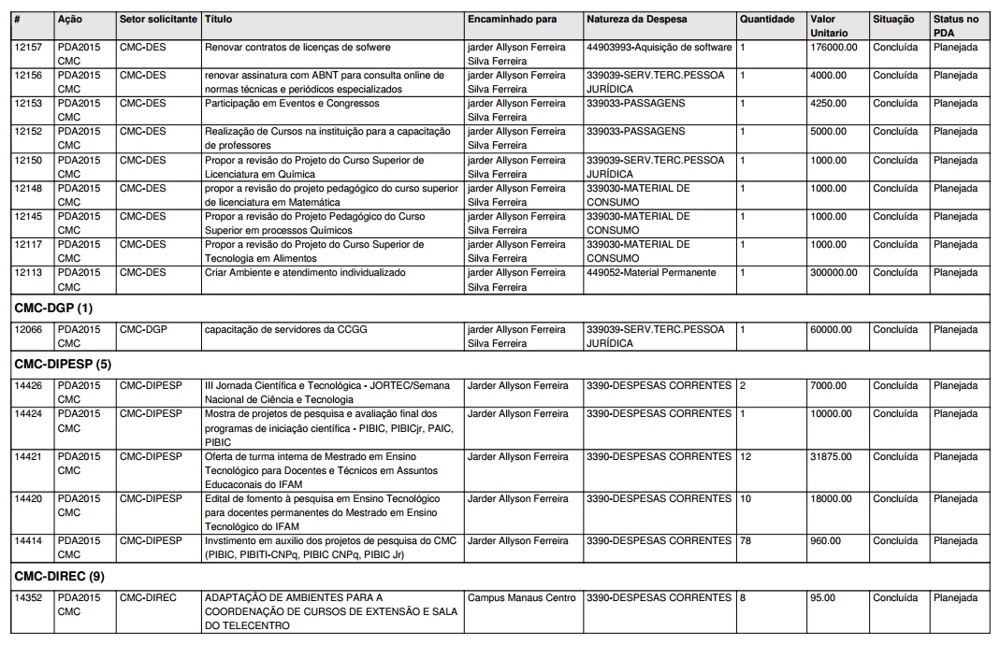 # Ação Setor solicitante Título Encaminhado para Natureza da Despesa Quantidade Valor Situação Status no
Unitario PDA
12157 PDA2015 CMC-DES Renovar contratos de licenças de sofwere jarder Allyson Ferreira 44903993-Aquisição de software 1 176000.00 Concluída Planejada
CMC Silva Ferreira
12156 PDA2015 CMC-DES renovar assinatura com ABNT para consulta online de jarder Allyson Ferreira 339039-SERV.TERC.PESSOA 1 4000.00 Concluída Planejada
CMC normas técnicas e periódicos especializados Silva Ferreira JURÍDICA
12153 PDA2015 CMC-DES Participação em Eventos e Congressos jarder Allyson Ferreira 339033-PASSAGENS 1 4250.00 Concluída Planejada
CMC Silva Ferreira
12152 PDA2015 CMC-DES Realização de Cursos na instituição para a capacitação jarder Allyson Ferreira 339033-PASSAGENS 1 5000.00 Concluída Planejada
CMC de professores Silva Ferreira
12150 PDA2015 CMC-DES Propor a revisão do Projeto do Curso Superior de jarder Allyson Ferreira 339039-SERV.TERC.PESSOA 1 1000.00 Concluída Planejada
CMC Licenciatura em Química Silva Ferreira JURÍDICA
12148 PDA2015 CMC-DES propor a revisão do projeto pedagógico do curso superior jarder Allyson Ferreira 339030-MATERIAL DE 1 1000.00 Concluída Planejada
CMC de licenciatura em Matemática Silva Ferreira CONSUMO
12145 PDA2015 CMC-DES Propor a revisão do Projeto Pedagógico do Curso jarder Allyson Ferreira 339030-MATERIAL DE 1 1000.00 Concluída Planejada
CMC Superior em processos Químicos Silva Ferreira CONSUMO
12117 PDA2015 CMC-DES Propor a revisão do Projeto do Curso Superior de jarder Allyson Ferreira 339030-MATERIAL DE 1 1000.00 Concluída Planejada
CMC Tecnologia em Alimentos Silva Ferreira CONSUMO
12113 PDA2015 CMC-DES Criar Ambiente e atendimento individualizado jarder Allyson Ferreira 449052-Material Permanente 1 300000.00 Concluída Planejada
CMC Silva Ferreira
CMC-DGP (1)
12066 PDA2015 CMC-DGP capacitação de servidores da CCGG jarder Allyson Ferreira 339039-SERV.TERC.PESSOA 1 60000.00 Concluída Planejada
CMC Silva Ferreira JURÍDICA
CMC-DIPESP (5)
14426 PDA2015 CMC-DIPESP III Jornada Científica e Tecnológica - JORTEC/Semana Jarder Allyson Ferreira 3390-DESPESAS CORRENTES 2 7000.00 Concluída Planejada
CMC Nacional de Ciência e Tecnologia
14424 PDA2015 CMC-DIPESP Mostra de projetos de pesquisa e avaliação final dos Jarder Allyson Ferreira 3390-DESPESAS CORRENTES 1 10000.00 Concluída Planejada
CMC programas de iniciação científica - PIBIC, PIBICjr, PAIC,
PIBIC
14421 PDA2015 CMC-DIPESP Oferta de turma interna de Mestrado em Ensino Jarder Allyson Ferreira 3390-DESPESAS CORRENTES 12 31875.00 Concluída Planejada
CMC Tecnológico para Docentes e Técnicos em Assuntos
Educaconais do IFAM
14420 PDA2015 CMC-DIPESP Edital de fomento à pesquisa em Ensino Tecnológico Jarder Allyson Ferreira 3390-DESPESAS CORRENTES 10 18000.00 Concluída Planejada
CMC para docentes permanentes do Mestrado em Ensino
Tecnológico do IFAM
14414 PDA2015 CMC-DIPESP Invstimento em auxilio dos projetos de pesquisa do CMC Jarder Allyson Ferreira 3390-DESPESAS CORRENTES 78 960.00 Concluída Planejada
CMC (PIBIC, PIBITI-CNPq, PIBIC CNPq, PIBIC Jr)
CMC-DIREC (9)
14352 PDA2015 CMC-DIREC ADAPTAÇÃO DE AMBIENTES PARA A Campus Manaus Centro 3390-DESPESAS CORRENTES 8 95.00 Concluída Planejada
CMC COORDENAÇÃO DE CURSOS DE EXTENSÃO E SALA
DO TELECENTRO